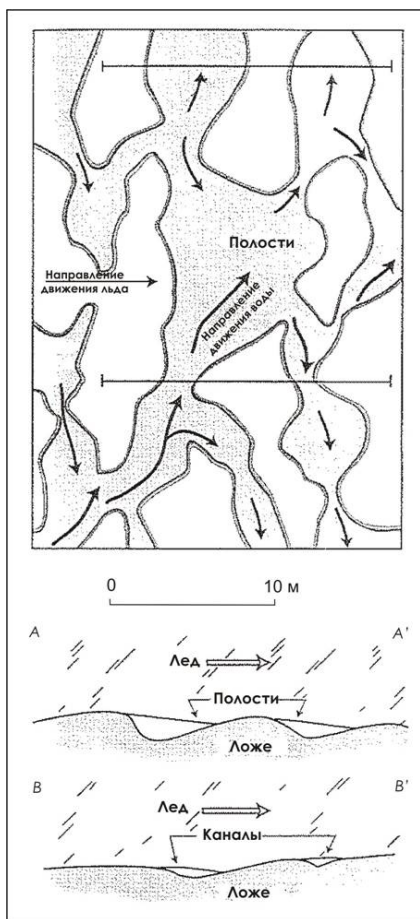 Полости
Направление
движения льда
Направление
движения воды
0
10 м
А
А'
Лед
Полости
Ложе
В
В'
Лед
Каналы
Ложе